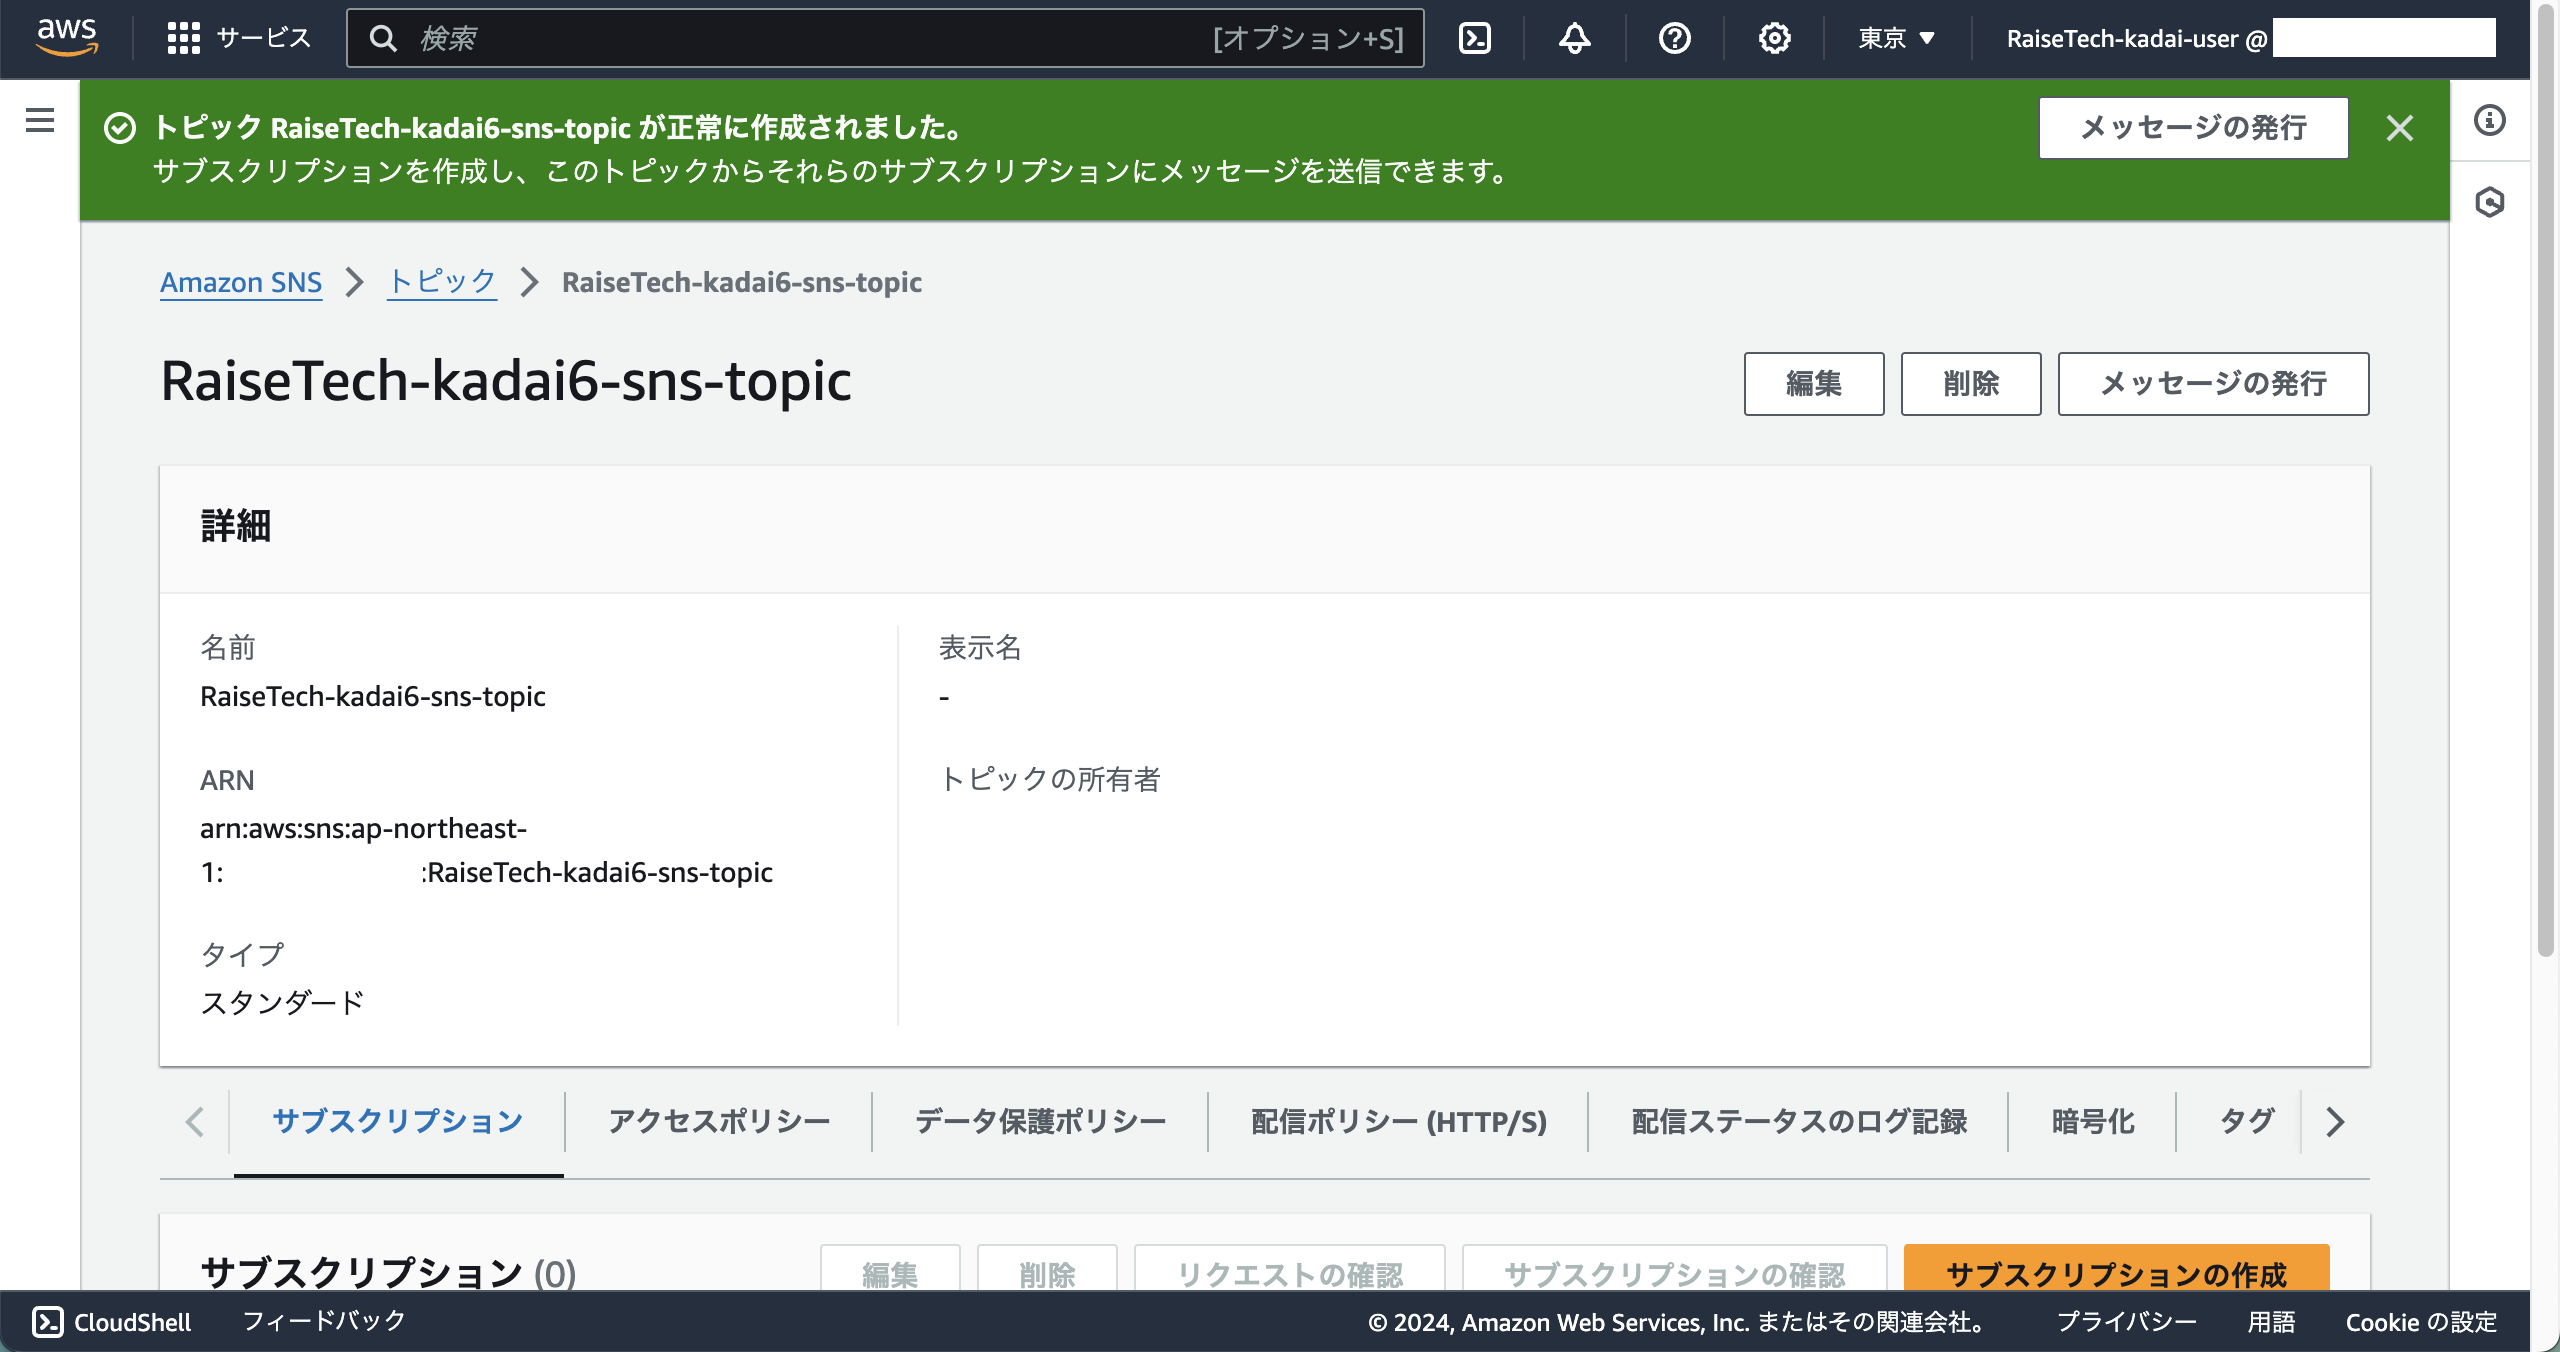 aws
サービス
検索
[オプション+S]
東京
RaiseTech-kadai-user @
トピック RaiseTech-kadai6-sns-topic が正常に作成されました。
サブスクリプションを作成し、このトピックからそれらのサブスクリプションにメッセージを送信できます。
メッセージの発行
Amazon SNS
トピック
RaiseTech-kadai6-sns-topic
RaiseTech-kadai6-sns-topic
編集
削除
メッセージの発行
詳細
名前
RaiseTech-kadai6-sns-topic
ARN
arn:aws:sns:ap-northeast-
1: :RaiseTech-kadai6-sns-topic
タイプ
スタンダード
表示名
-
トピックの所有者
サブスクリプション
アクセスポリシー
データ保護ポリシー
配信ポリシー (HTTP/S)
配信ステータスのログ記録
暗号化
タグ
サブスクリプション (0)
編集
削除
リクエストの確認
サブスクリプションの確認
サブスクリプションの作成
CloudShell
フィードバック
© 2024, Amazon Web Services, Inc. またはその関連会社。
プライバシー
用語
Cookie の設定